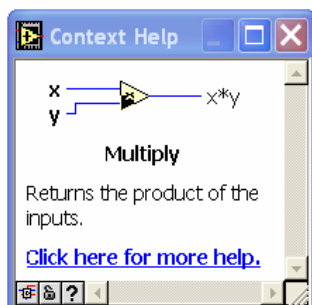 Context Help
x
x*y
y
Multiply
Returns the product of the
inputs.
Click here for more help.
?